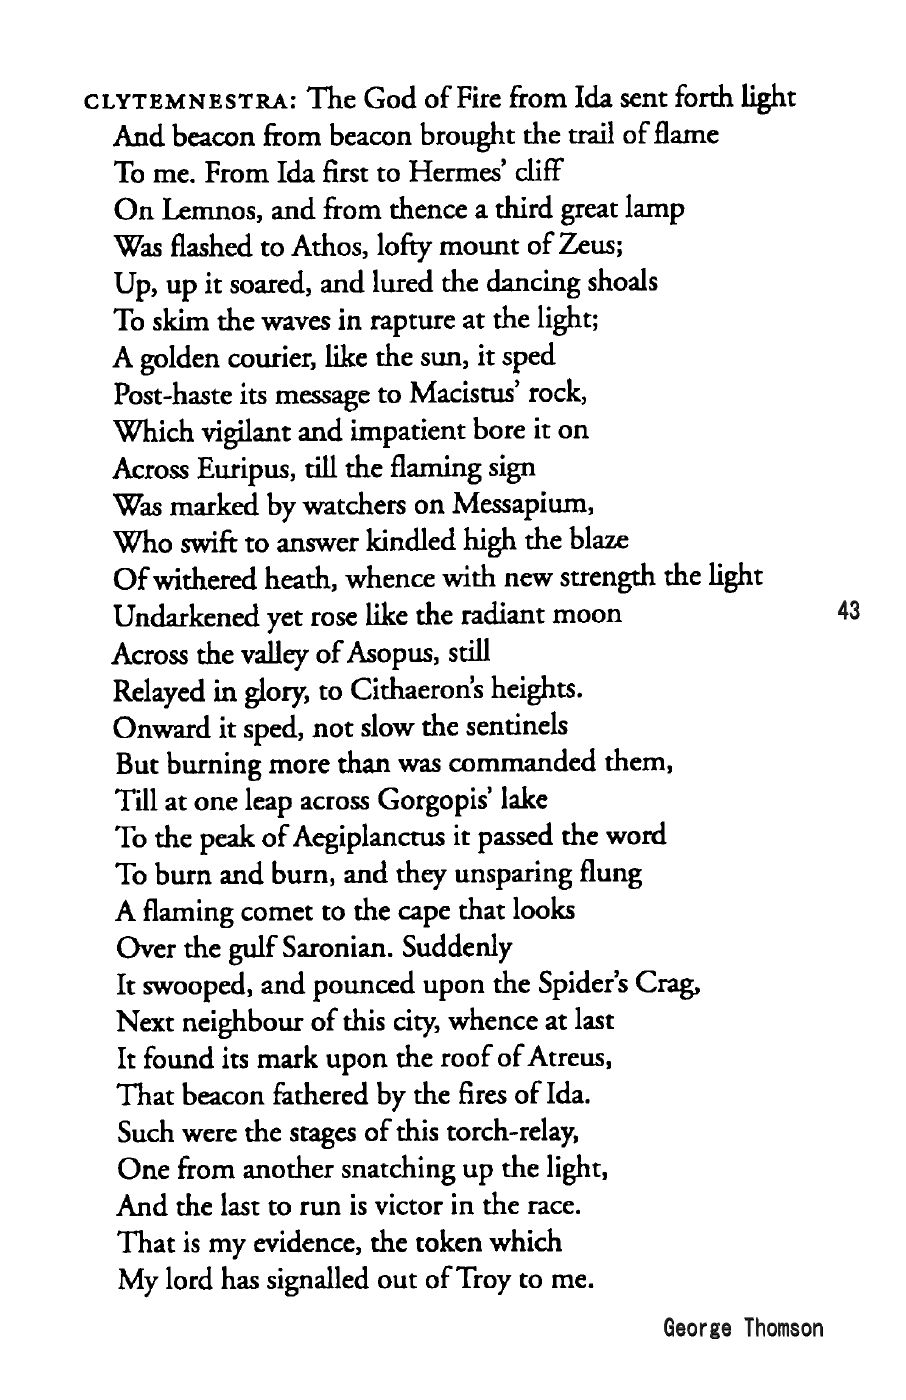 CLYTEMNESTRA: The God of Fire from Ida sent forth light
And beacon from beacon brought the trail of flame
To me. From Ida first to Hermes' cliff
On Lemnos, and from thence a third great lamp
Was flashed to Athos, lofty mount of Zeus;
Up, up it soared, and lured the dancing shoals
To skim the waves in rapture at the light;
A golden courier, like the sun, it sped
Post-haste its message to Macistus' rock,
Which vigilant and impatient bore it on
Across Euripus, till the flaming sign
Was marked by watchers on Messapium,
Who swift to answer kindled high the blaze
Of withered heath, whence with new strength the light
Undarkened yet rose like the radiant moon
43
Across the valley of Asopus, still
Relayed in glory, to Cithaeron's heights.
Onward it sped, not slow the sentinels
But burning more than was commanded them,
Till at one leap across Gorgopis' lake
To the peak of Aegiplanctus it passed the word
To burn and burn, and they unsparing flung
A flaming comet to the cape that looks
Over the gulf Saronian. Suddenly
It swooped, and pounced upon the Spider's Crag,
Next neighbour of this city, whence at last
It found its mark upon the roof of Atreus,
That beacon fathered by the fires of Ida.
Such were the stages of this torch-relay,
One from another snatching up the light,
And the last to run is victor in the race.
That is my evidence, the token which
My lord has signalled out of Troy to me.
George Thomson